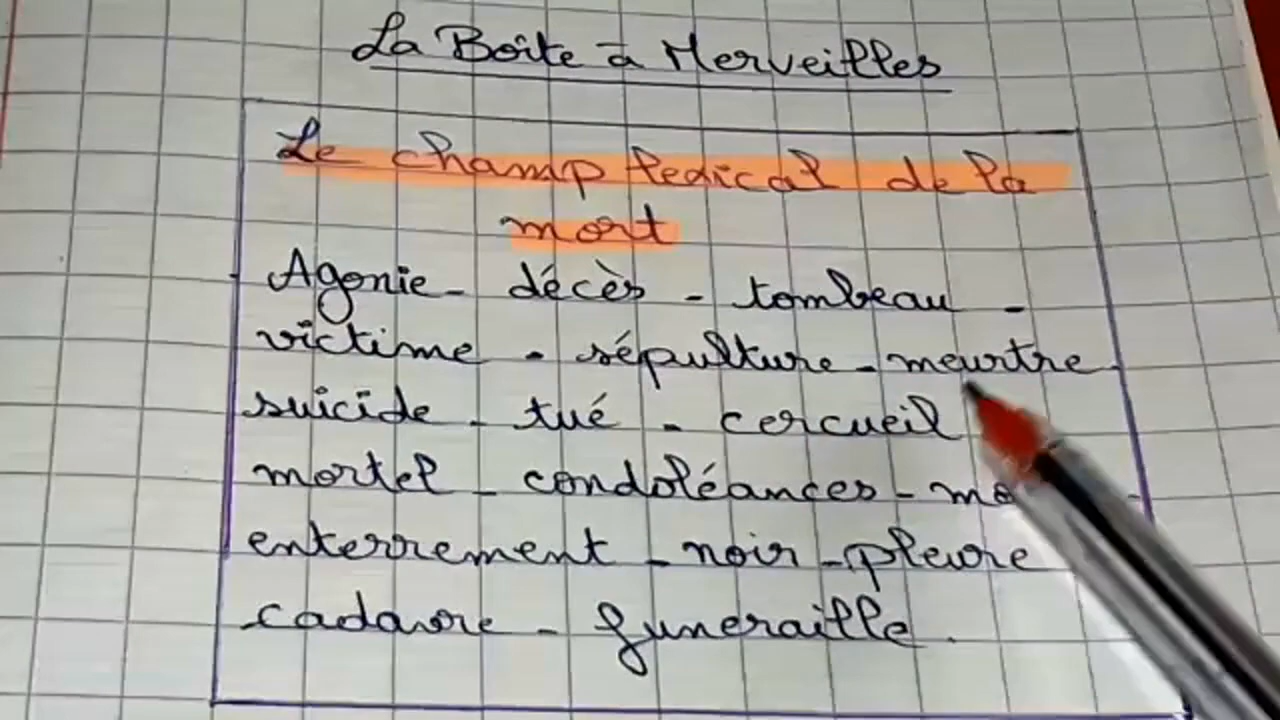 La Boîte à Merveilles
Le champ lexical de la
mort
Agonie - décès - tombeau -
victime - sépulture - meurtre -
suicide - tué - cercueil
mortel - condoléances -
enterrement - noir - pleure
cadavre - funeraille.